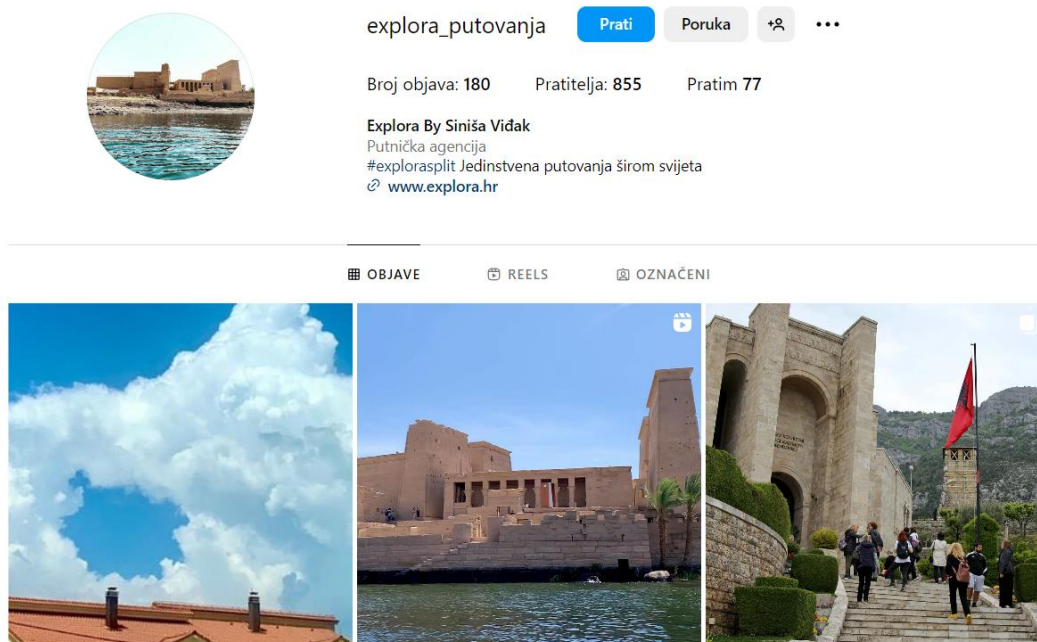 explora_putovanja Prati Poruka
Broj objava: 180 Pratitelja: 855 Pratim 77
Explora By Siniša Viđak
Putnička agencija
#explorasplit Jedinstvena putovanja širom svijeta
www.explora.hr
OBJAVE REELS OZNAČENI